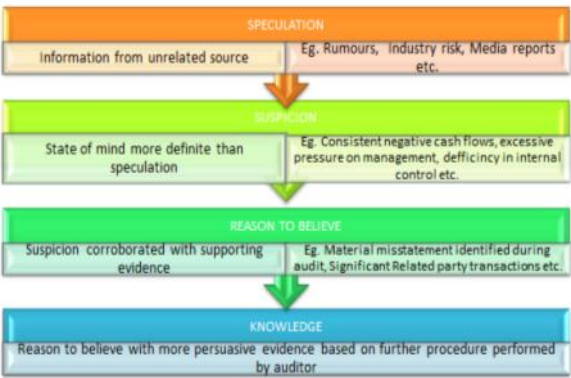 SPECULATION
Information from unrelated source
Eg. Rumours, Industry risk, Media reports
etc.
SUSPICION
State of mind more definite than
speculation
Eg. Consistent negative cash flows, excessive
pressure on management, defficincy in internal
control etc.
REASON TO BELIEVE
Suspicion corroborated with supporting
evidence
Eg. Material misstatement identified during
audit, Significant Related party transactions etc.
KNOWLEDGE
Reason to believe with more persuasive evidence based on further procedure performed
by auditor